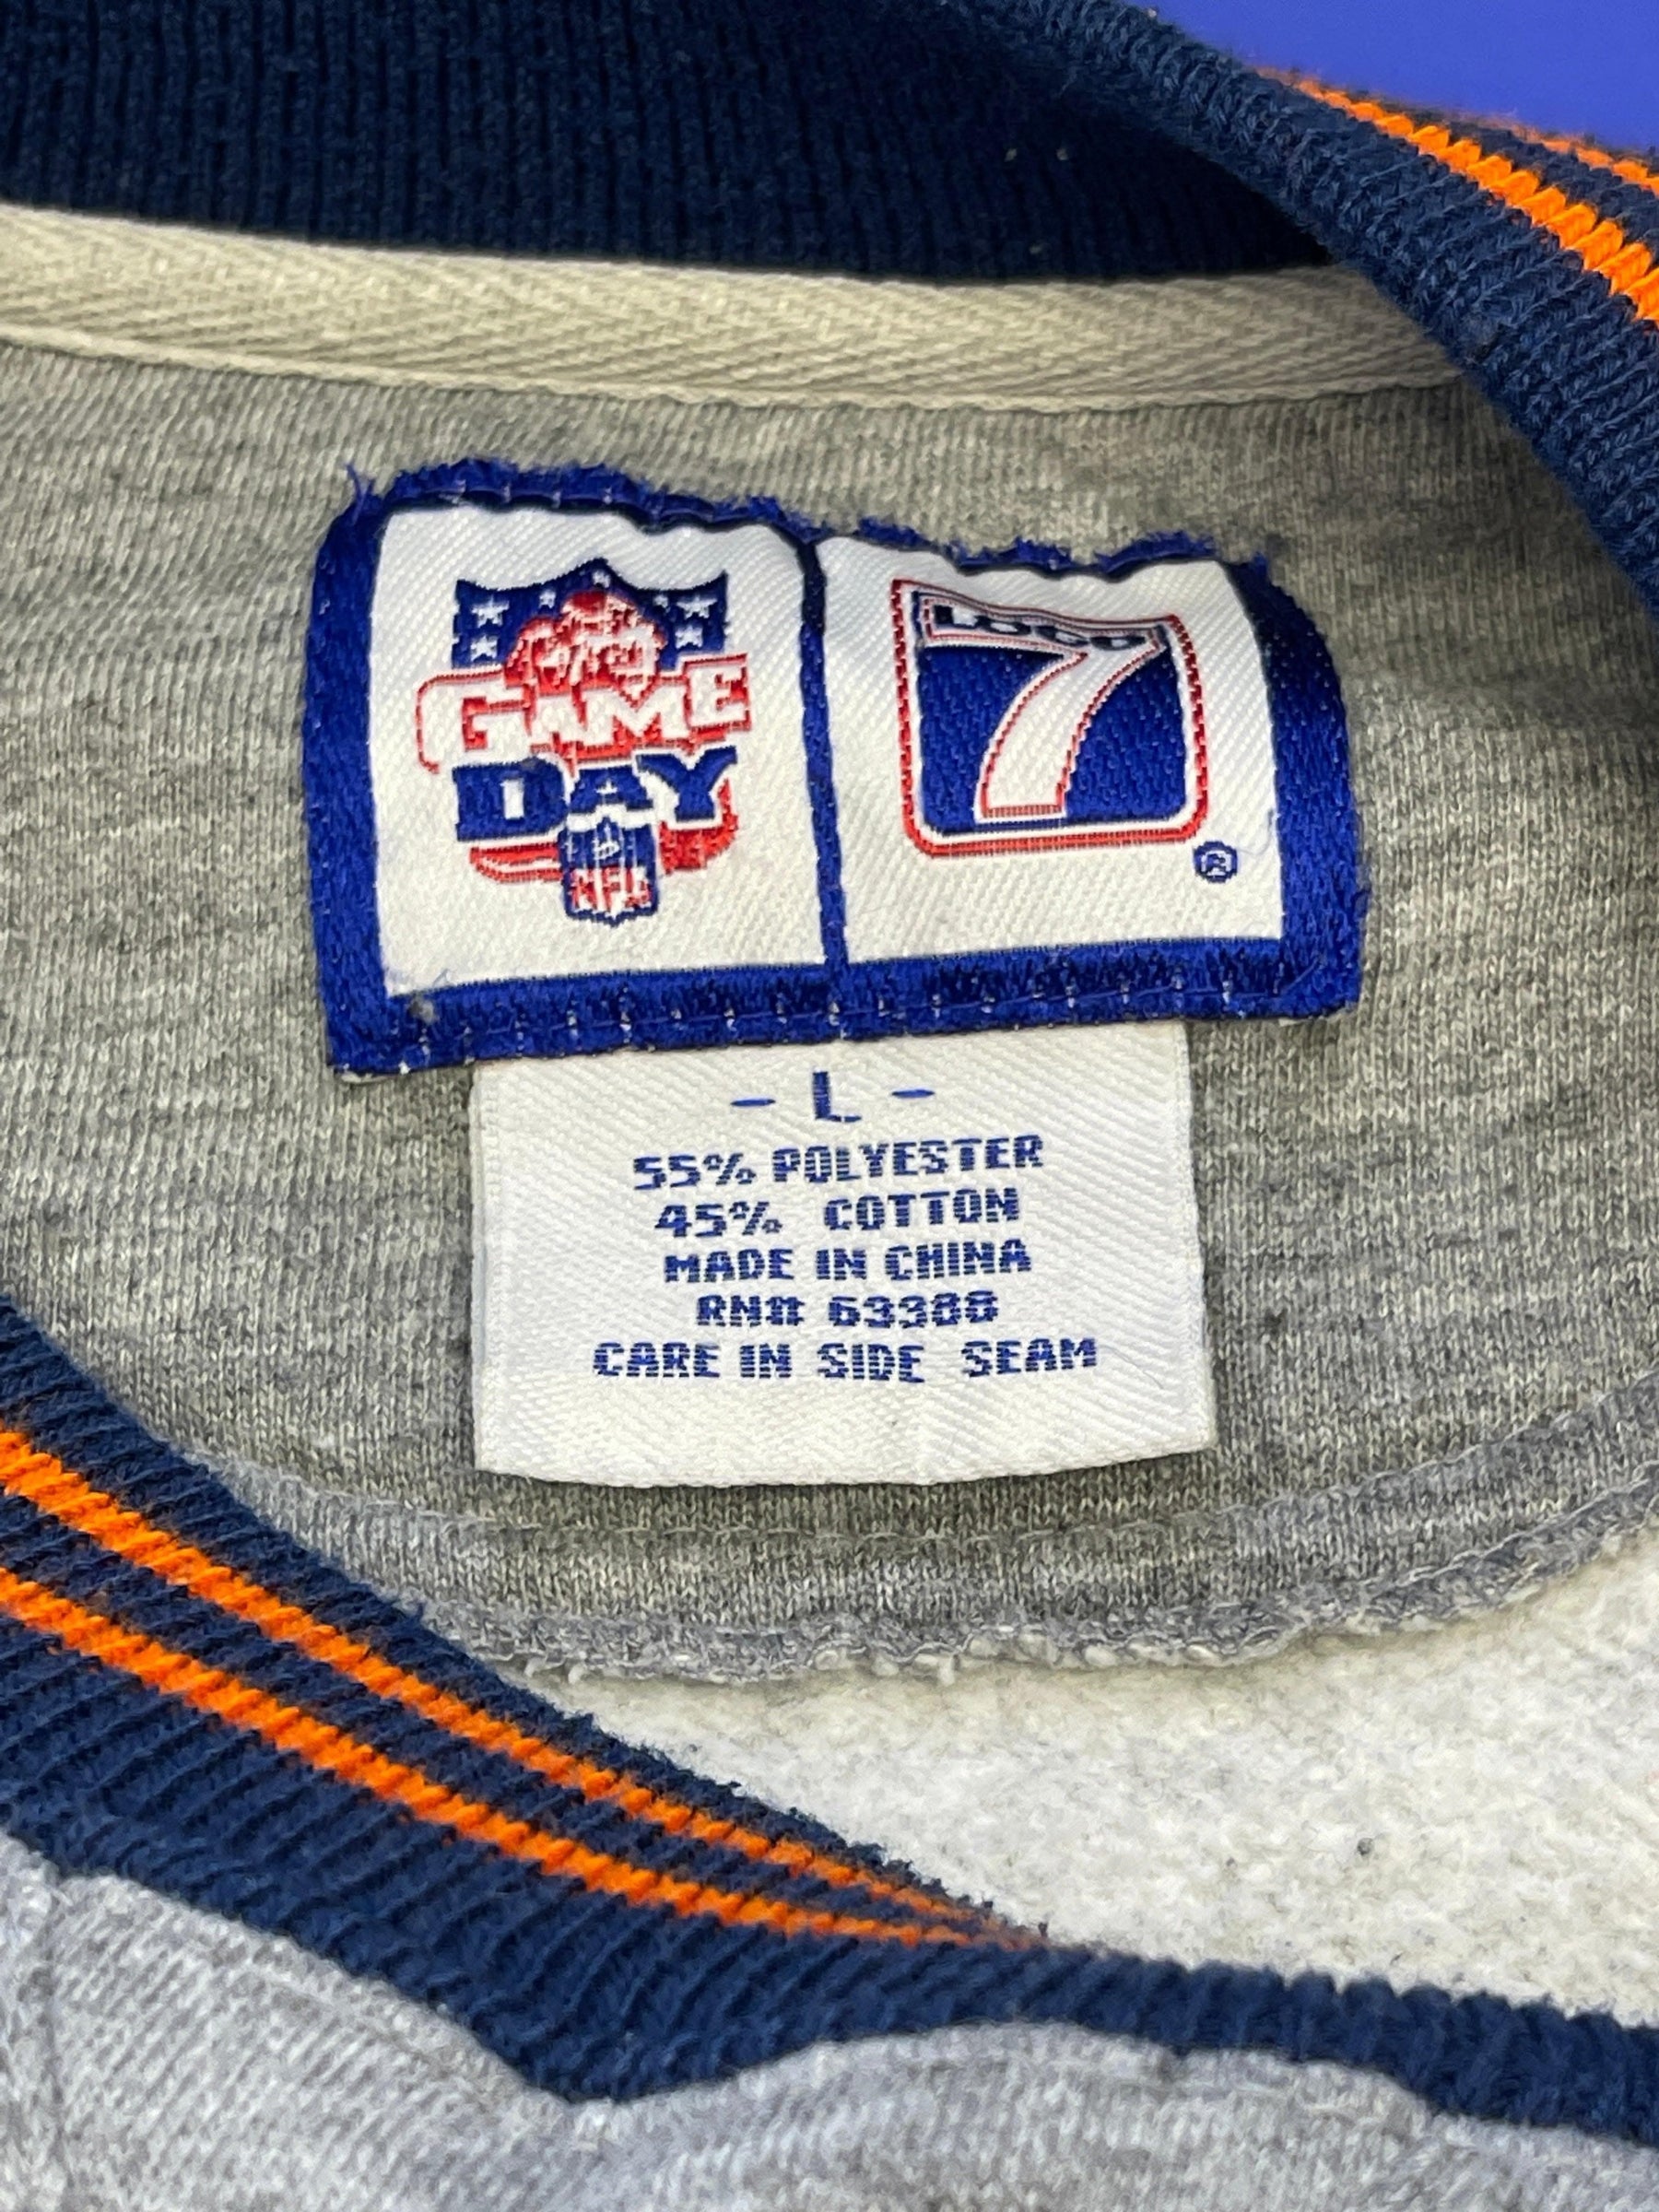 GAME
DAY
NFL
LOGO
7
®
- L -
55% POLYESTER
45% COTTON
MADE IN CHINA
RN# 63388
CARE IN SIDE SEAM